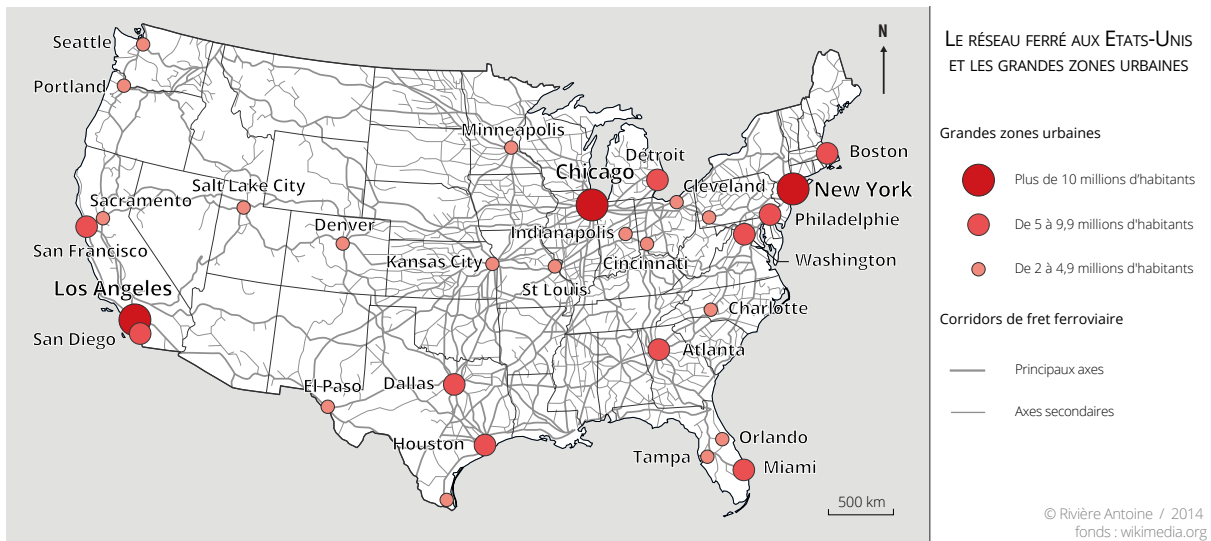 Seattle
Portland
Minneapolis
Détroit
Boston
Chicago
Salt Lake City
Cleveland
New York
Sacramento
Philadelphie
Denver
Indianapolis
San Francisco
Kansas City
Cincinnati
Washington
St Louis
Los Angeles
Charlotte
San Diego
Atlanta
El Paso
Dallas
Houston
Orlando
Tampa
Miami
N
500 km
Le réseau ferré aux Etats-Unis
et les grandes zones urbaines
Grandes zones urbaines
Plus de 10 millions d’habitants
De 5 à 9,9 millions d'habitants
De 2 à 4,9 millions d'habitants
Corridors de fret ferroviaire
Principaux axes
Axes secondaires
© Rivière Antoine / 2014
fonds : wikimedia.org